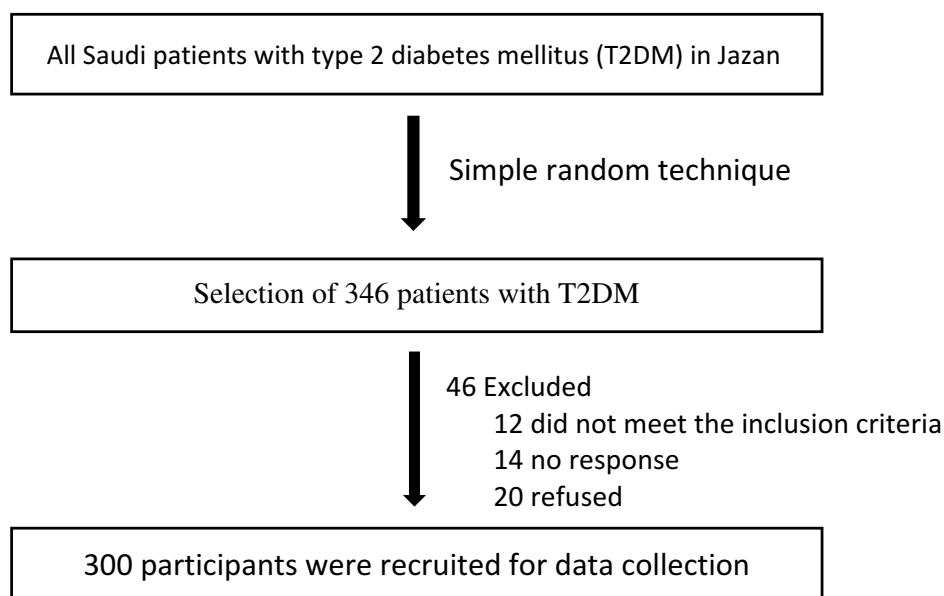 All Saudi patients with type 2 diabetes mellitus (T2DM) in Jazan
Simple random technique
Selection of 346 patients with T2DM
46 Excluded
12 did not meet the inclusion criteria
14 no response
20 refused
300 participants were recruited for data collection